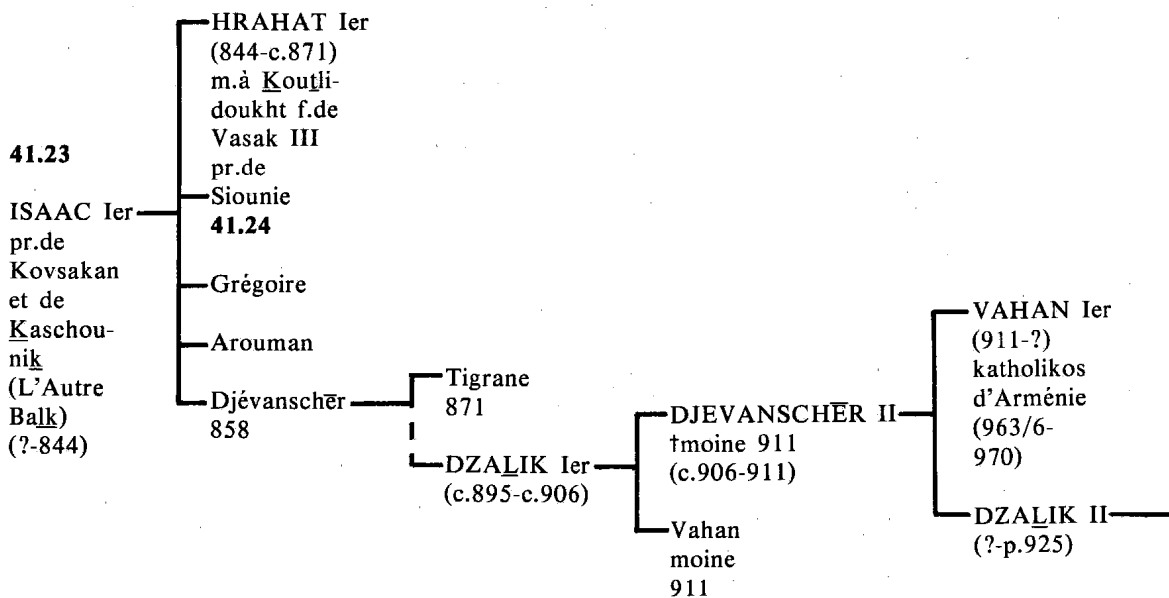 41.23
ISAAC Ier
pr.de
Kovsakan
et de
Kaschou-
nik
(L'Autre
Balk)
(?-844)
HRAHAT Ier
(844-c.871)
m.à Koutli-
doukht f.de
Vasak III
pr.de
Siounie
41.24
Grégoire
Arouman
Djévanschēr
858
Tigrane
871
DZALIK Ier
(c.895-c.906)
DJEVANSCHĒR II
†moine 911
(c.906-911)
Vahan
moine
911
VAHAN Ier
(911-?)
katholikos
d'Arménie
(963/6-
970)
DZALIK II
(?-p.925)